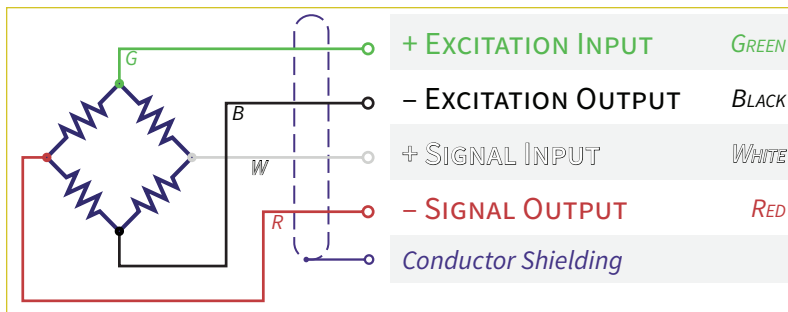 G
+ Excitation Input Green
B
– Excitation Output Black
W
+ Signal Input White
R
– Signal Output Red
Conductor Shielding